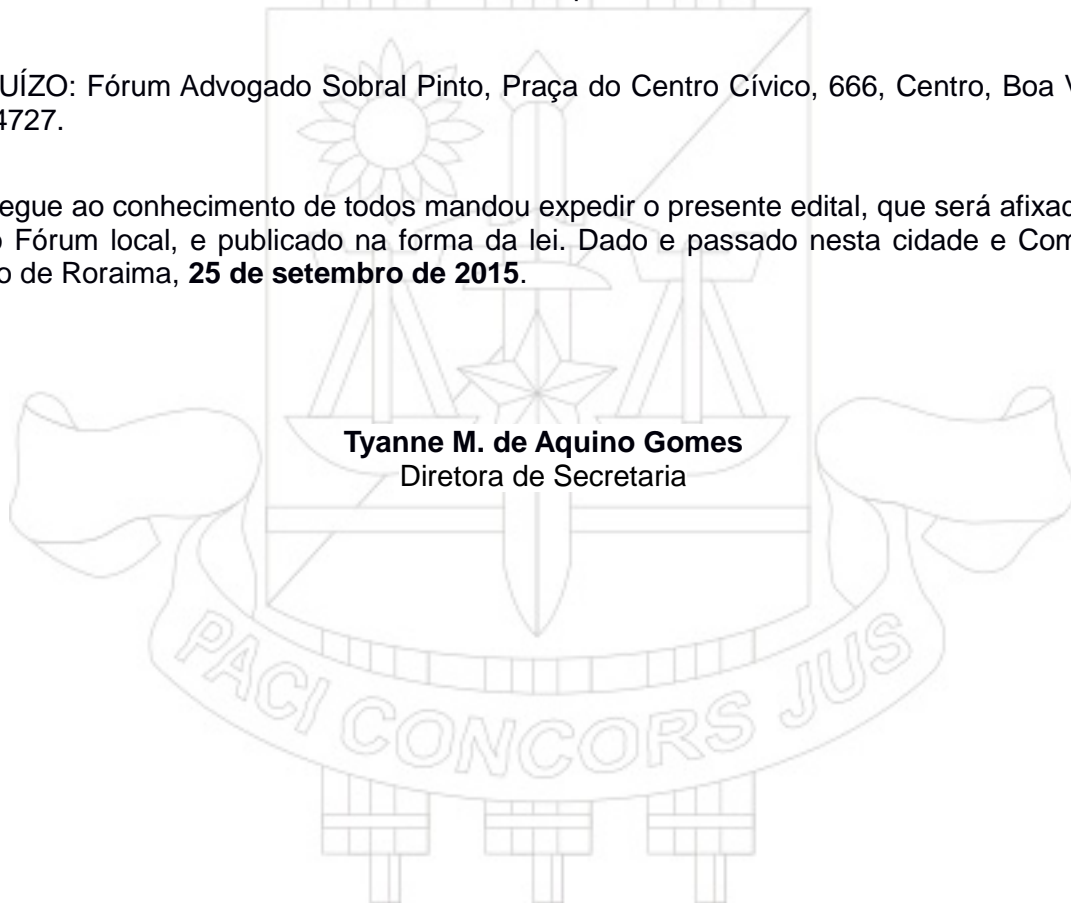 UÍZO: Fórum Advogado Sobral Pinto, Praça do Centro Cívico, 666, Centro, Boa V
4727.
egue ao conhecimento de todos mandou expedir o presente edital, que será afixad
o Fórum local, e publicado na forma da lei. Dado e passado nesta cidade e Com
o de Roraima, 25 de setembro de 2015.
Tyanne M. de Aquino Gomes
Diretora de Secretaria
PACI CONCORS JUS